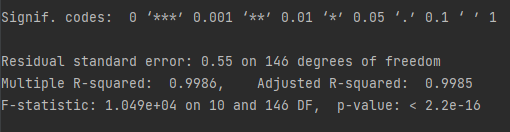 Signif. codes:  0 ‘***’ 0.001 ‘**’ 0.01 ‘*’ 0.05 ‘.’ 0.1 ‘ ’ 1
Residual standard error: 0.55 on 146 degrees of freedom
Multiple R-squared:  0.9986,    Adjusted R-squared:  0.9985
F-statistic: 1.049e+04 on 10 and 146 DF,  p-value: < 2.2e-16